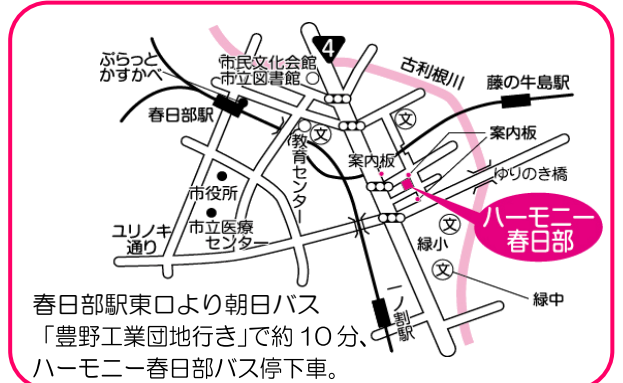 4
ぷらっと
かすかべ
市民文化会館
市立図書館
古利根川
藤の牛島駅
春日部駅
文
教育センター
文
案内板
案内板
ゆりのき橋
市役所
市立医療
センター
ユリノキ
通り
ハーモニー
春日部
文
緑小
文
緑中
一ノ割駅
春日部駅東口より朝日バス
「豊野工業団地行き」で約10分、
ハーモニー春日部バス停下車。